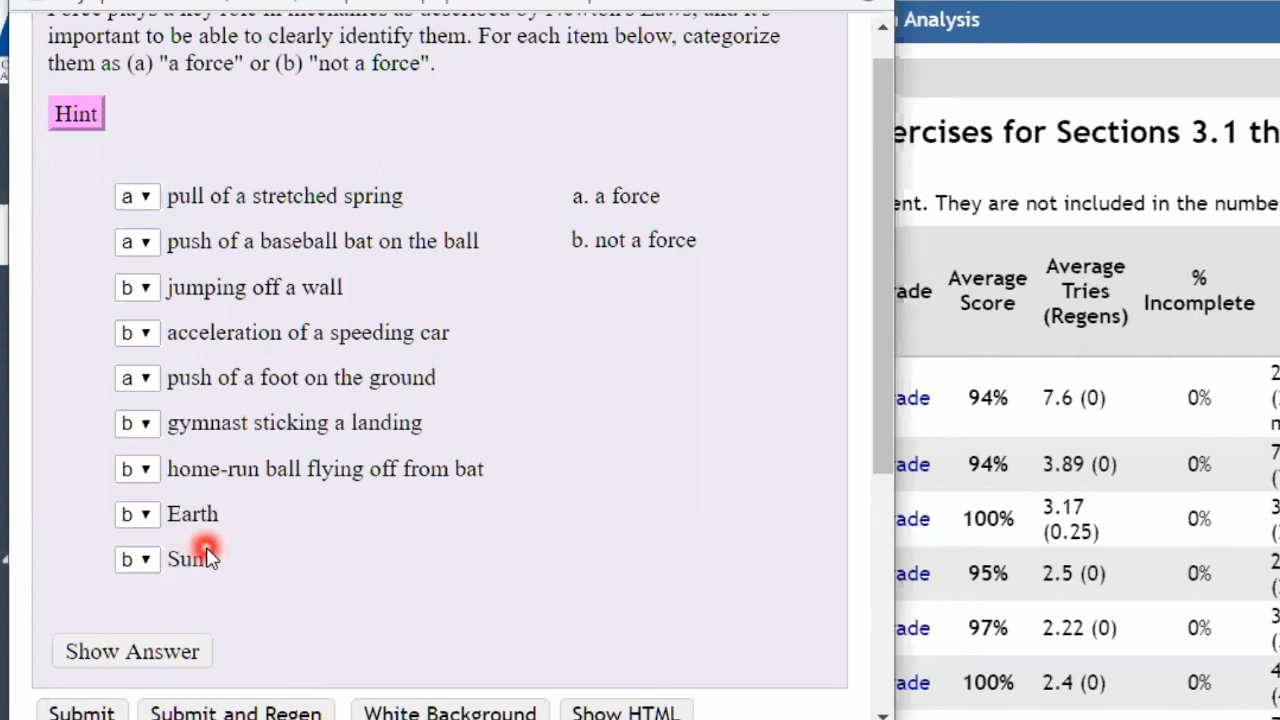 important to be able to clearly identify them. For each item below, categorize
them as (a) "a force" or (b) "not a force".
Hint
a pull of a stretched spring
a push of a baseball bat on the ball
b jumping off a wall
b acceleration of a speeding car
a push of a foot on the ground
b gymnast sticking a landing
b home-run ball flying off from bat
b Earth
b Sun
a. a force
b. not a force
Show Answer
Submit Submit and Regen White Background Show HTML
Analysis
ercises for Sections 3.1 th
ent. They are not included in the numbe
ade Average Score Average Tries (Regens) % Incomplete
ade 94% 7.6 (0) 0%
ade 94% 3.89 (0) 0%
ade 100% 3.17 (0.25) 0%
ade 95% 2.5 (0) 0%
ade 97% 2.22 (0) 0%
ade 100% 2.4 (0) 0%